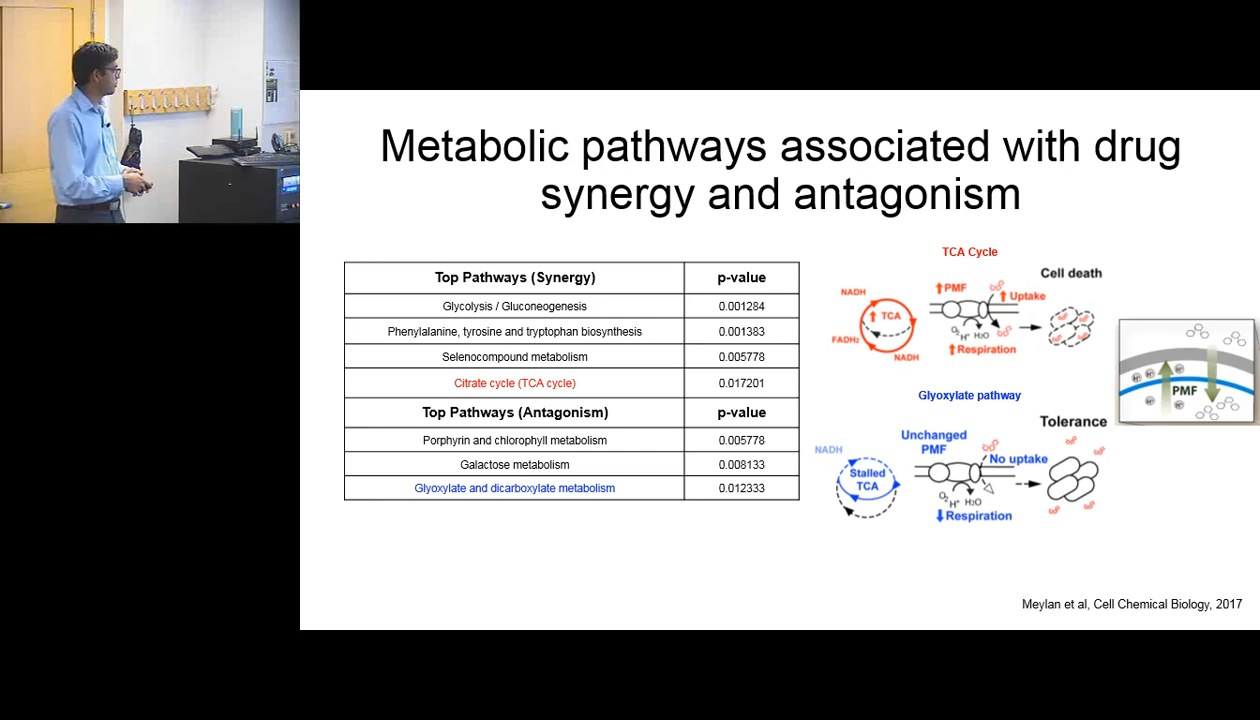 Metabolic pathways associated with drug
synergy and antagonism
Top Pathways (Synergy) p-value
Glycolysis / Gluconeogenesis 0.001284
Phenylalanine, tyrosine and tryptophan biosynthesis 0.001383
Selenocompound metabolism 0.005778
Citrate cycle (TCA cycle) 0.017201
Top Pathways (Antagonism) p-value
Porphyrin and chlorophyll metabolism 0.005778
Galactose metabolism 0.008133
Glyoxylate and dicarboxylate metabolism 0.012333
TCA Cycle
Cell death
NADH
PMF
Uptake
TCA
O₂ H⁺ H₂O
FADH₂
Respiration
NADH
Glyoxylate pathway
Tolerance
Unchanged
PMF
NADH
No uptake
Stalled
TCA
O₂ H⁺ H₂O
Respiration
H⁺ H⁺ H⁺
PMF
H⁺ H⁺
Meylan et al, Cell Chemical Biology, 2017